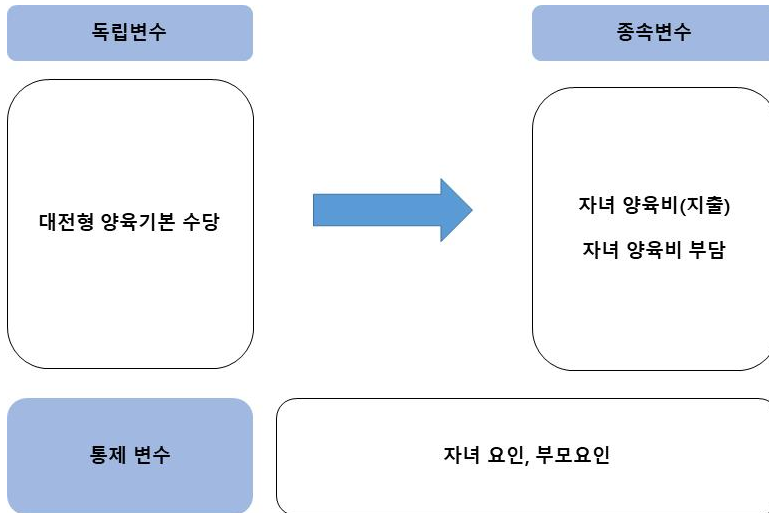 독립변수
종속변수
대전형 양육기본 수당
자녀 양육비(지출)
자녀 양육비 부담
통제 변수
자녀 요인, 부모요인